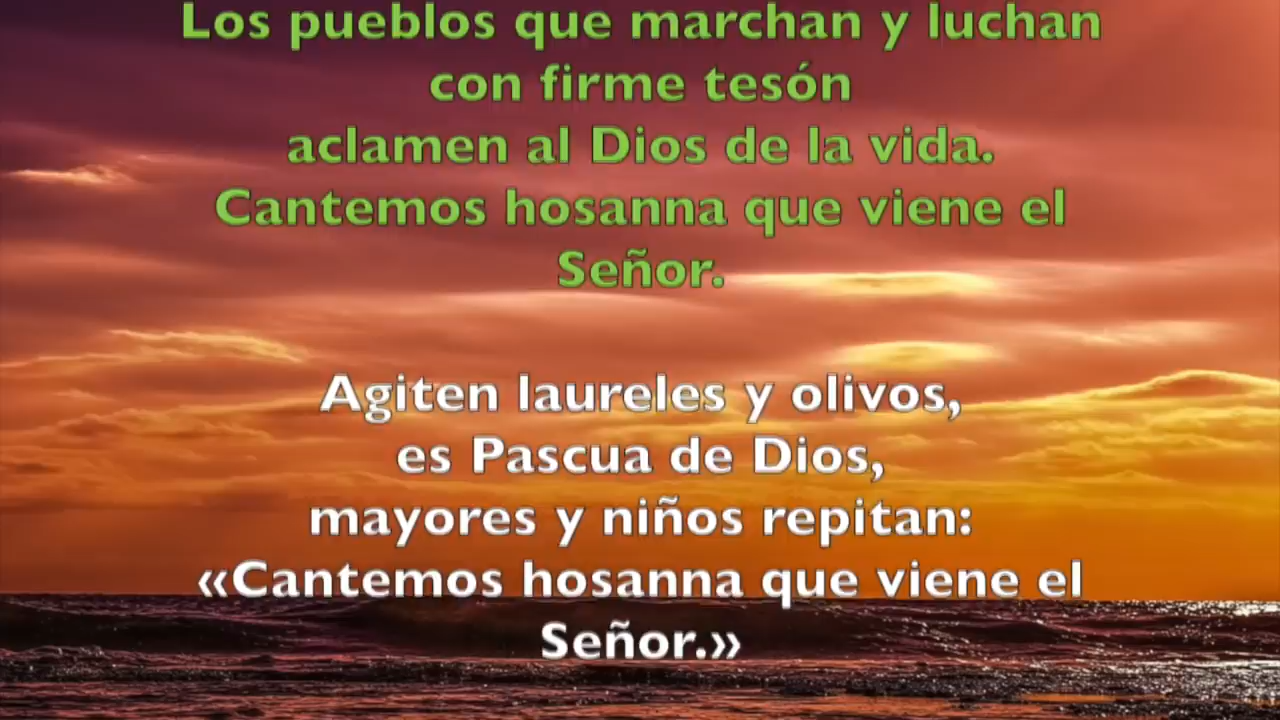 Los pueblos que marchan y luchan
con firme tesón
aclamen al Dios de la vida.
Cantemos hosanna que viene el
Señor.
Agiten laureles y olivos,
es Pascua de Dios,
mayores y niños repitan:
«Cantemos hosanna que viene el
Señor.»